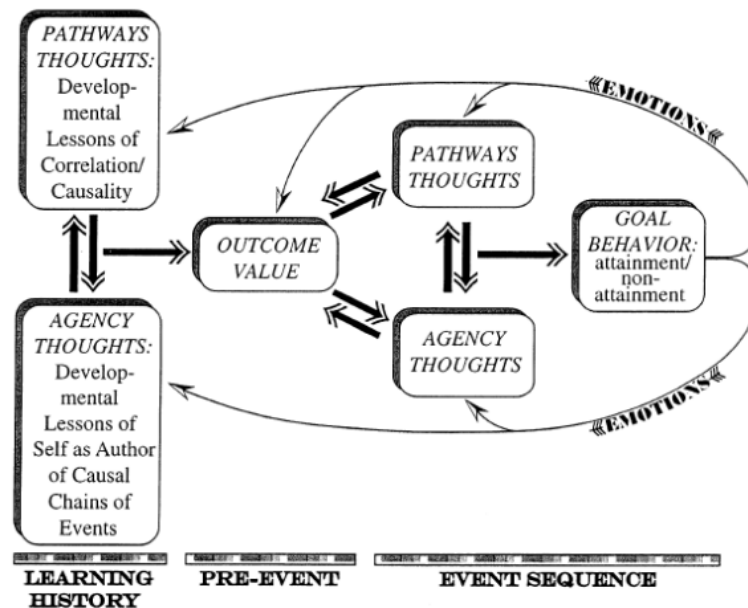 PATHWAYS
THOUGHTS:
Develop-
mental
Lessons of
Correlation/
Causality
AGENCY
THOUGHTS:
Develop-
mental
Lessons of
Self as Author
of Causal
Chains of
Events
OUTCOME
VALUE
PATHWAYS
THOUGHTS
AGENCY
THOUGHTS
GOAL
BEHAVIOR:
attainment/
non-
attainment
EMOTIONS
EMOTIONS
LEARNING
HISTORY
PRE-EVENT
EVENT SEQUENCE